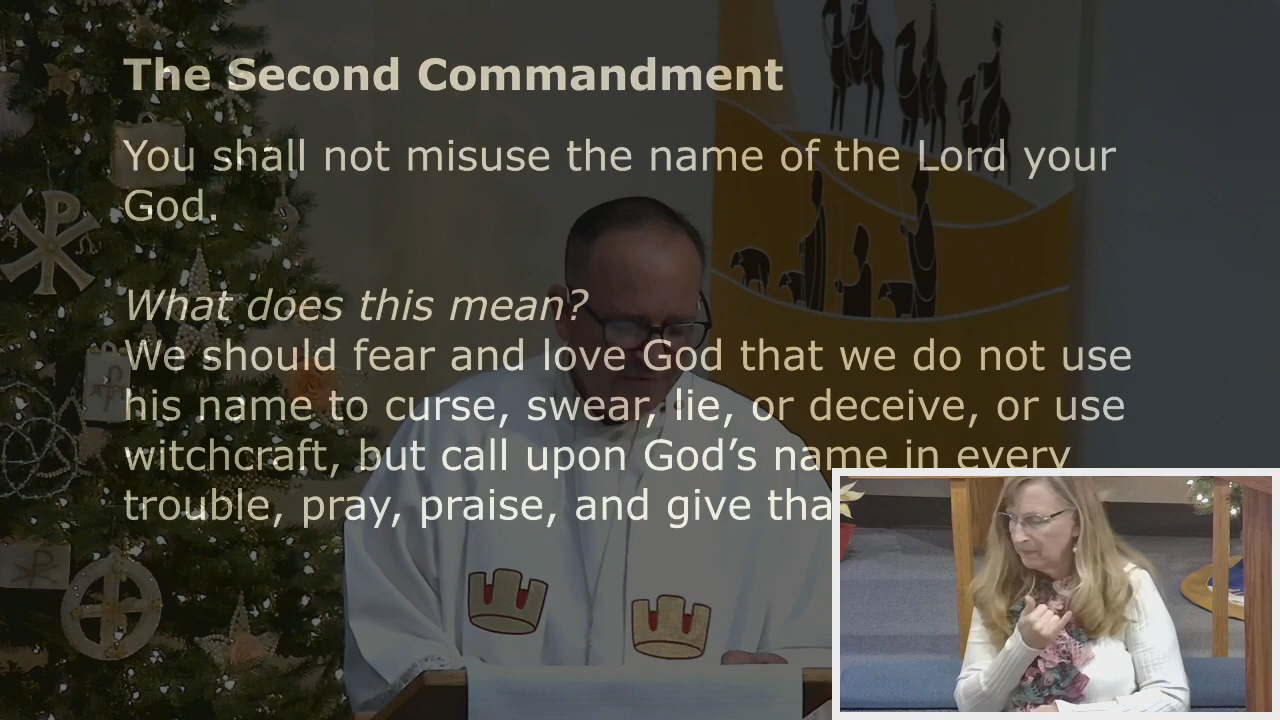 The Second Commandment
You shall not misuse the name of the Lord your
God.
What does this mean?
We should fear and love God that we do not use
his name to curse, swear, lie, or deceive, or use
witchcraft, but call upon God’s name in every
trouble, pray, praise, and give